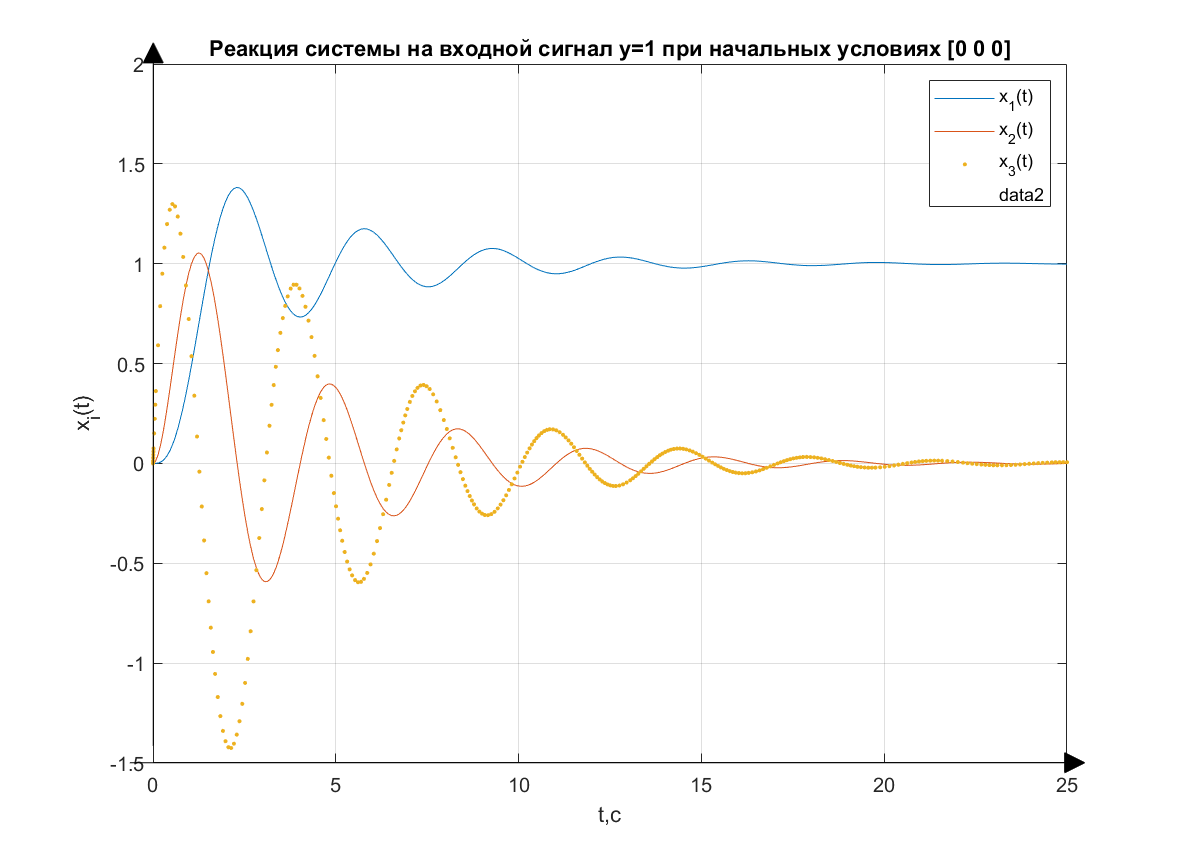 Реакция системы на входной сигнал y=1 при начальных условиях [0 0 0]
2
1.5
1
0.5
0
-0.5
-1
-1.5
x_i(t)
x_1(t)
x_2(t)
x_3(t)
data2
0 5 10 15 20 25
t,c